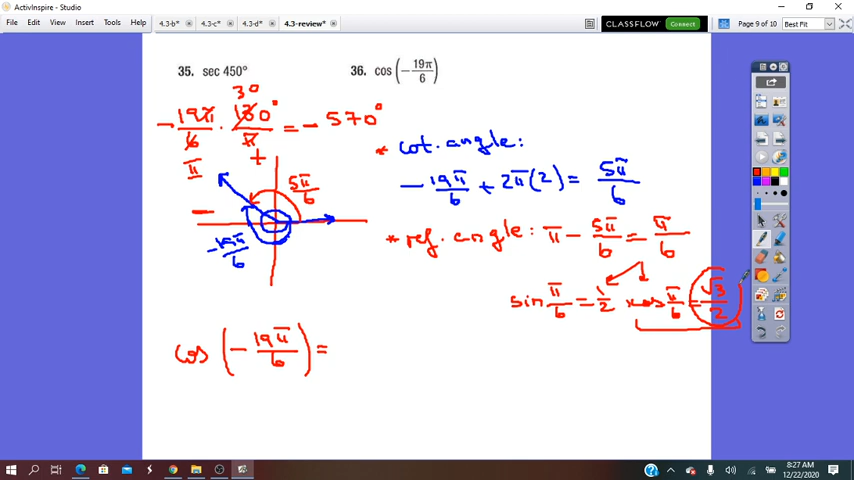 ActivInspire - Studio
File Edit View Insert Tools Help
4.3-b* 4.3-c* 4.3-d* 4.3-review*
CLASSFLOW Connect
Page 9 of 10 Best Fit
35. sec 450°
36. cos (-19π/6)
30
-19π/6 · 180°/π = -570°
* cot. angle:
-19π/6 + 2π(2) = 5π/6
II
+
5π/6
−
-19π/6
* ref. angle: π - 5π/6 = π/6
sin π/6 = 1/2 cos π/6 = √3/2
cos (-19π/6) =
8:27 AM
12/22/2020